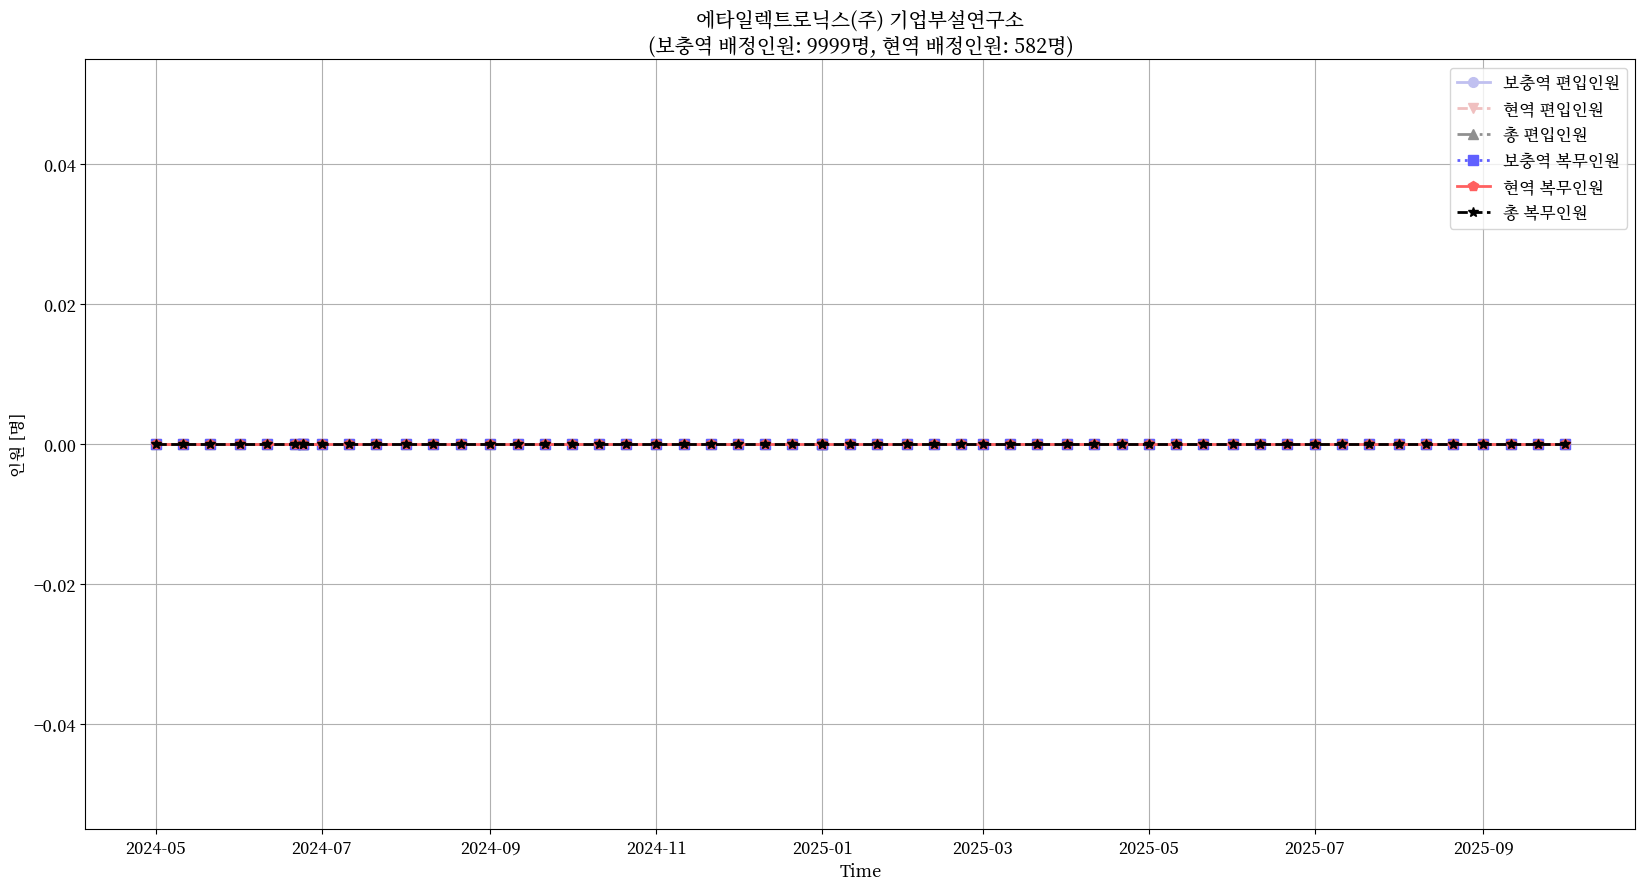 에타일렉트로닉스(주) 기업부설연구소
(보충역 배정인원: 9999명, 현역 배정인원: 582명)
보충역 편입인원
현역 편입인원
총 편입인원
보충역 복무인원
현역 복무인원
총 복무인원
인원 [명]
0.04
0.02
0.00
−0.02
−0.04
2024-05
2024-07
2024-09
2024-11
2025-01
2025-03
2025-05
2025-07
2025-09
Time